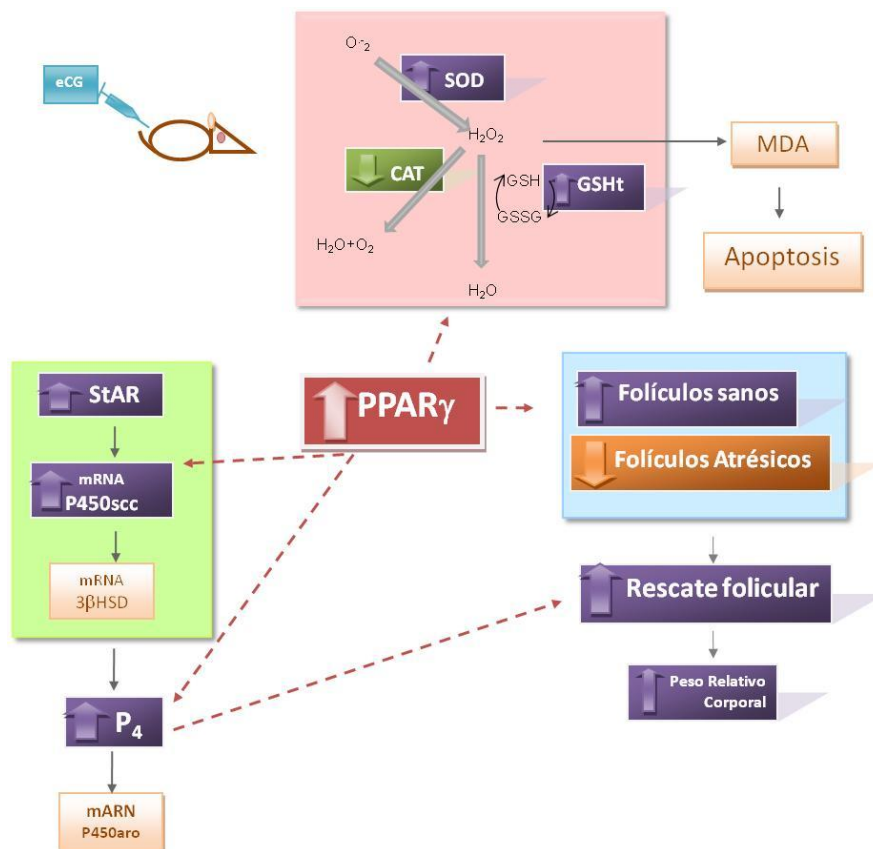 eCG
O·-2
SOD
H2O2
CAT
GSH
GSSG
GSHt
H2O+O2
H2O
MDA
Apoptosis
StAR
mRNA
P450scc
mRNA
3βHSD
P4
mARN
P450aro
PPARγ
Folículos sanos
Folículos Atrésicos
Rescate folicular
Peso Relativo
Corporal